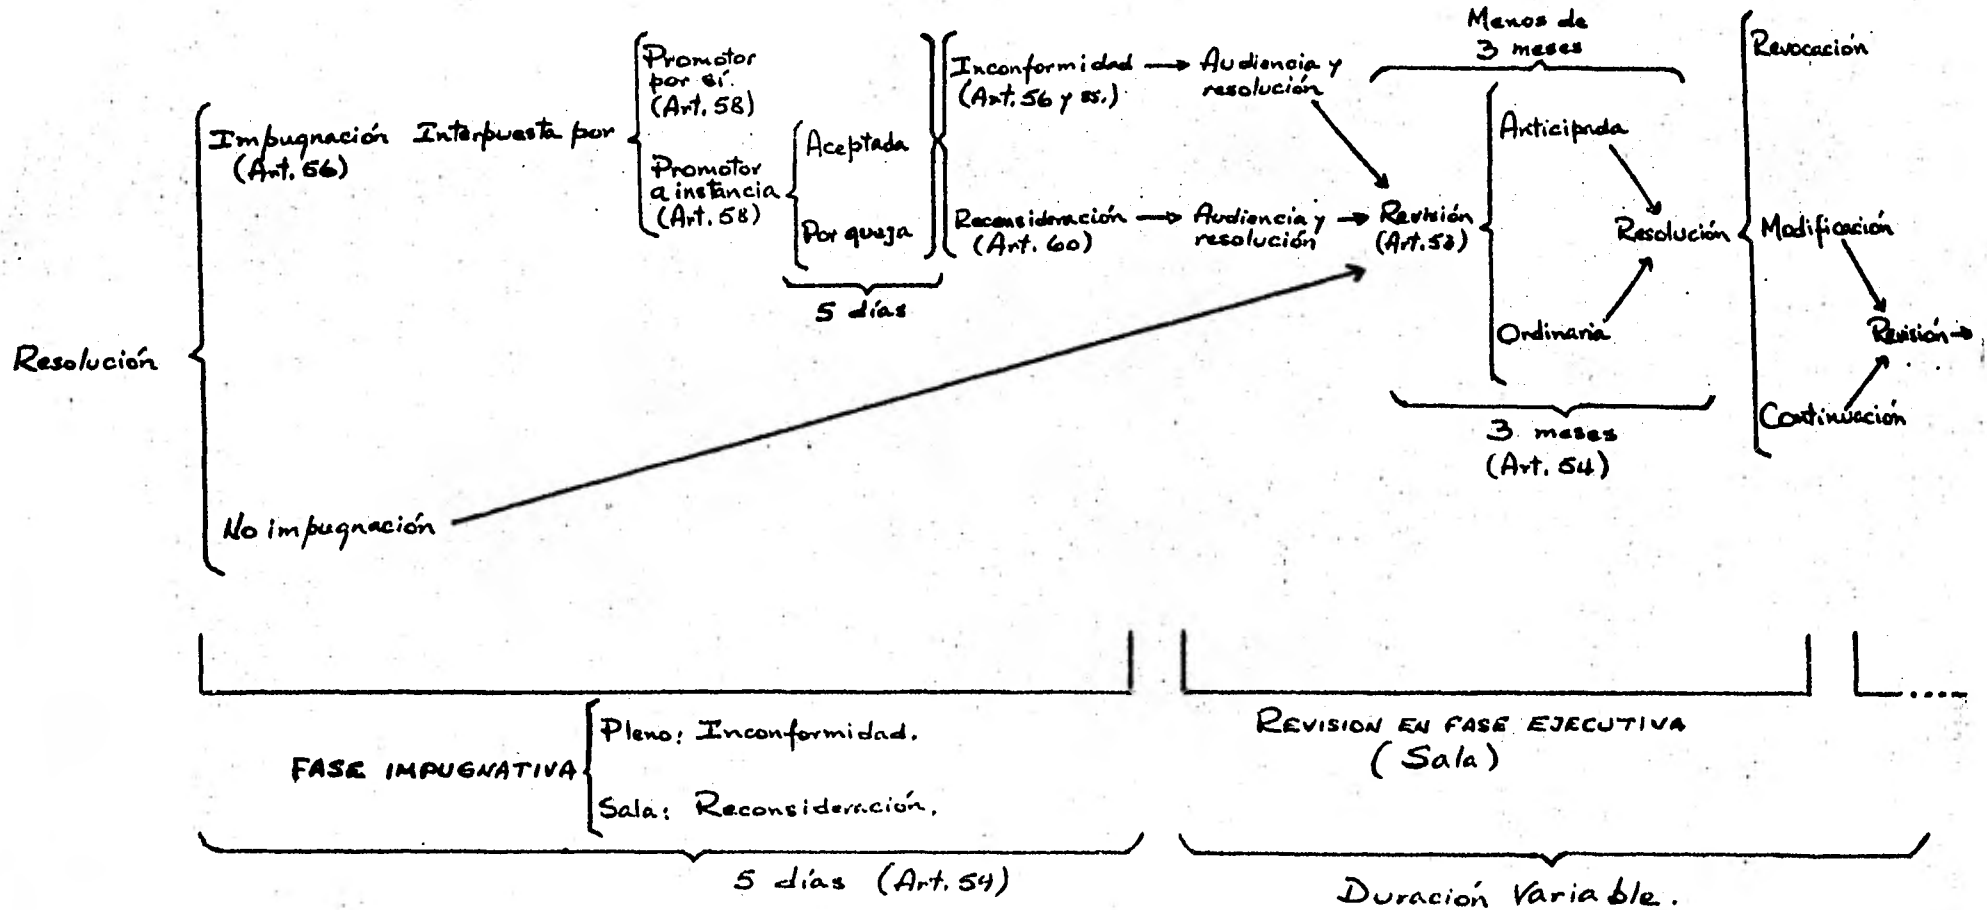 Resolución
Impugnación Interpuesta por
(Art. 56)
No impugnación
Promotor
por sí.
(Art. 58)
Promotor
a instancia
(Art. 58)
Aceptada
Por queja
5 días
Inconformidad → Audiencia y
(Art. 56 y ss.) resolución
Reconsideración → Audiencia y → Revisión
(Art. 60) resolución (Art. 53)
Menos de
3 meses
Anticipada
Ordinaria
Resolución
3 meses
(Art. 54)
Revocación
Modificación
Continuación
Revisión →
FASE IMPUGNATIVA
Pleno: Inconformidad.
Sala: Reconsideración.
5 días (Art. 59)
REVISION EN FASE EJECUTIVA
(Sala)
Duración Variable.